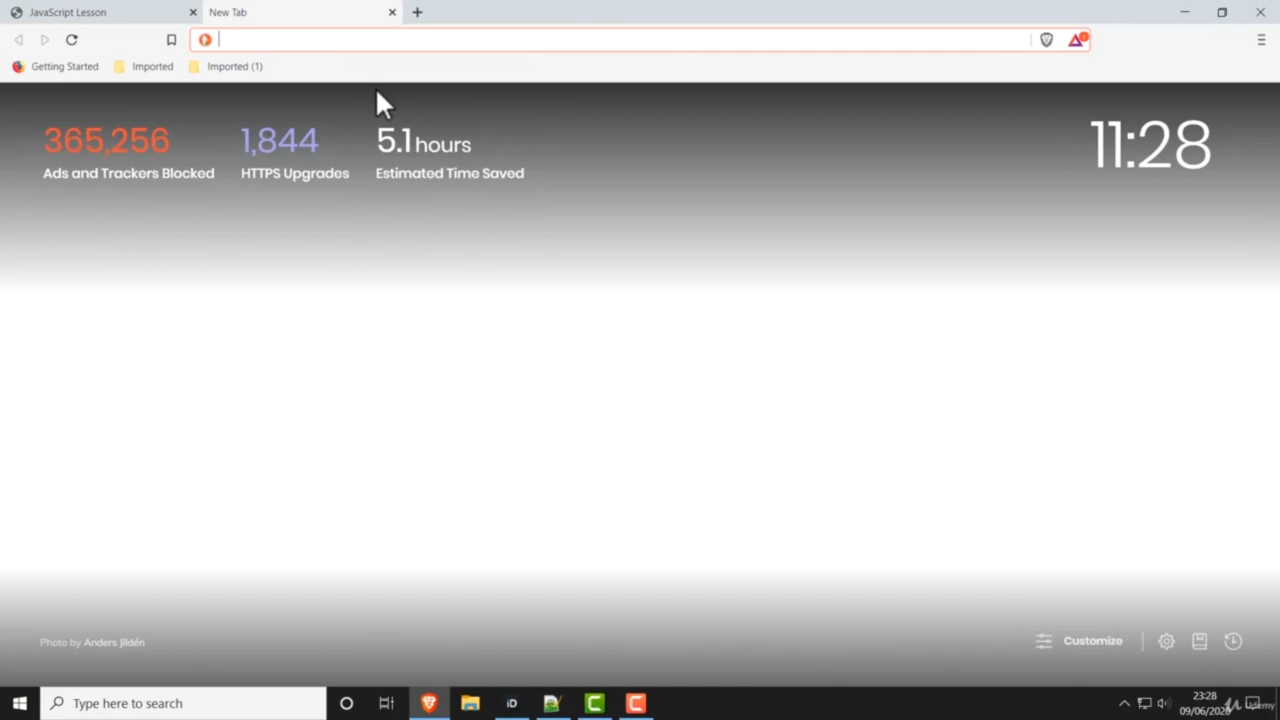 JavaScript Lesson
New Tab
Getting Started
Imported
Imported (1)
365,256
Ads and Trackers Blocked
1,844
HTTPS Upgrades
5.1 hours
Estimated Time Saved
11:28
Photo by Anders Jildén
Customize
Type here to search
iD
23:28
09/06/2020
Udemy